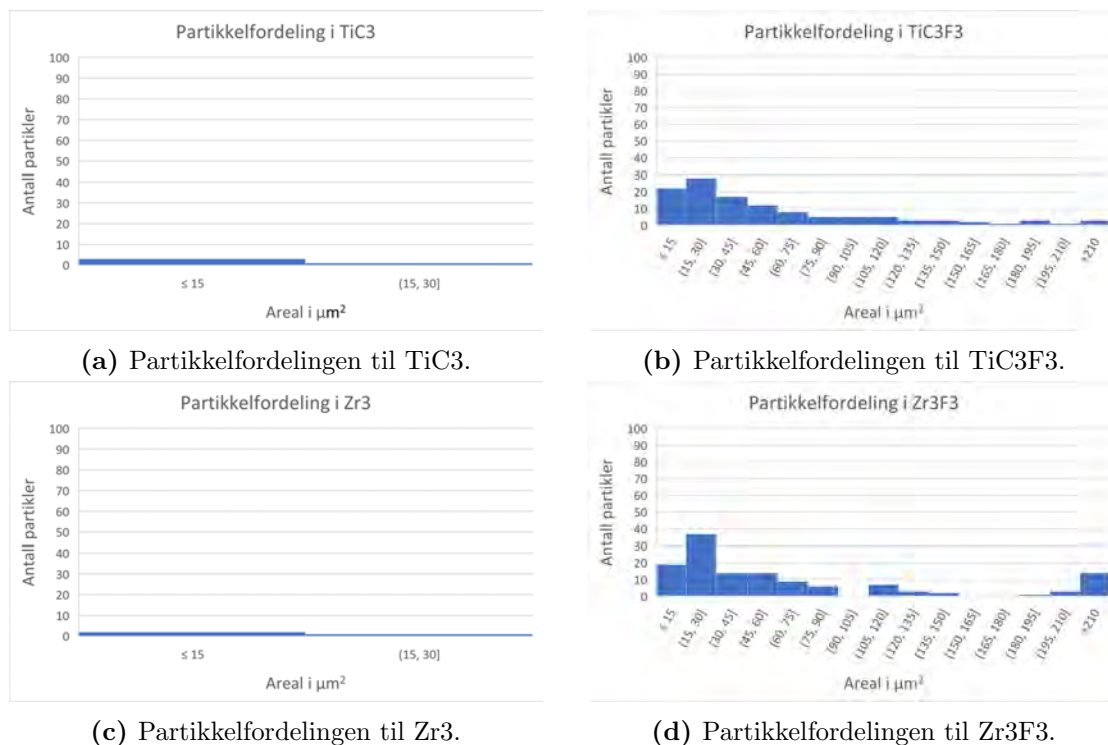 Partikkelfordeling i TiC3
Antall partikler
100
90
80
70
60
50
40
30
20
10
0
≤ 15 (15, 30]
Areal i µm²
(a) Partikkelfordelingen til TiC3.
Partikkelfordeling i TiC3F3
Antall partikler
100
90
80
70
60
50
40
30
20
10
0
≤ 15 (15, 30] (30, 45] (45, 60] (60, 75] (75, 90] (90, 105] (105, 120] (120, 135] (135, 150] (150, 165] (165, 180] (180, 195] (195, 210] >210
Areal i µm²
(b) Partikkelfordelingen til TiC3F3.
Partikkelfordeling i Zr3
Antall partikler
100
90
80
70
60
50
40
30
20
10
0
≤ 15 (15, 30]
Areal i µm²
(c) Partikkelfordelingen til Zr3.
Partikkelfordeling i Zr3F3
Antall partikler
100
90
80
70
60
50
40
30
20
10
0
≤ 15 (15, 30] (30, 45] (45, 60] (60, 75] (75, 90] (90, 105] (105, 120] (120, 135] (135, 150] (150, 165] (165, 180] (180, 195] (195, 210] >210
Areal i µm²
(d) Partikkelfordelingen til Zr3F3.